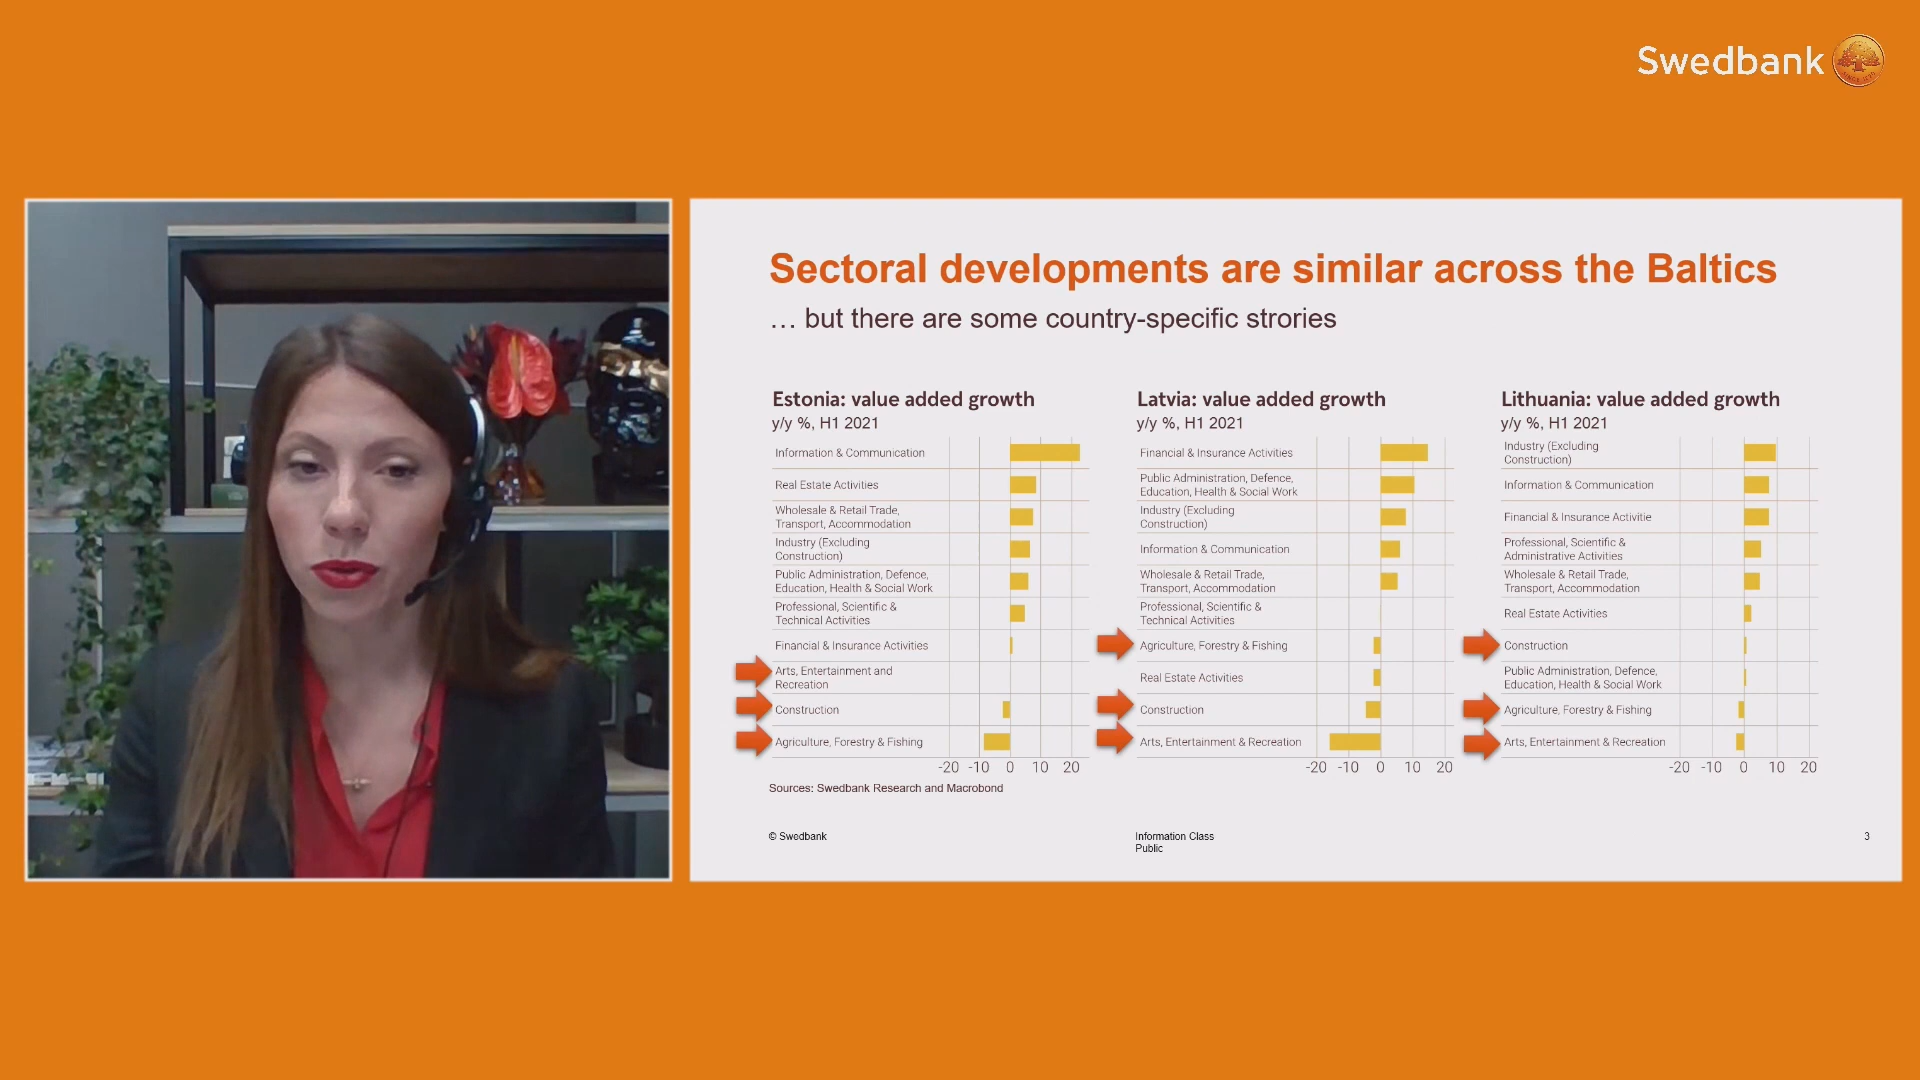 Swedbank
Sectoral developments are similar across the Baltics
… but there are some country-specific strories
Estonia: value added growth
y/y %, H1 2021
Information & Communication
Real Estate Activities
Wholesale & Retail Trade,
Transport, Accommodation
Industry (Excluding
Construction)
Public Administration, Defence,
Education, Health & Social Work
Professional, Scientific &
Technical Activities
Financial & Insurance Activities
Arts, Entertainment and
Recreation
Construction
Agriculture, Forestry & Fishing
-20 -10 0 10 20
Latvia: value added growth
y/y %, H1 2021
Financial & Insurance Activities
Public Administration, Defence,
Education, Health & Social Work
Industry (Excluding
Construction)
Information & Communication
Wholesale & Retail Trade,
Transport, Accommodation
Professional, Scientific &
Technical Activities
Agriculture, Forestry & Fishing
Real Estate Activities
Construction
Arts, Entertainment & Recreation
-20 -10 0 10 20
Lithuania: value added growth
y/y %, H1 2021
Industry (Excluding
Construction)
Information & Communication
Financial & Insurance Activitie
Professional, Scientific &
Administrative Activities
Wholesale & Retail Trade,
Transport, Accommodation
Real Estate Activities
Construction
Public Administration, Defence,
Education, Health & Social Work
Agriculture, Forestry & Fishing
Arts, Entertainment & Recreation
-20 -10 0 10 20
Sources: Swedbank Research and Macrobond
© Swedbank
Information Class
Public
3